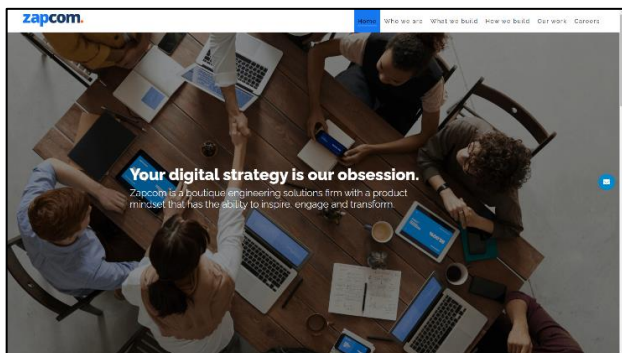 zapcom.
Home Who we are What we build How we build Our work Careers
Your digital strategy is our obsession.
Zapcom is a boutique engineering solutions firm with a product
mindset that has the ability to inspire, engage and transform.